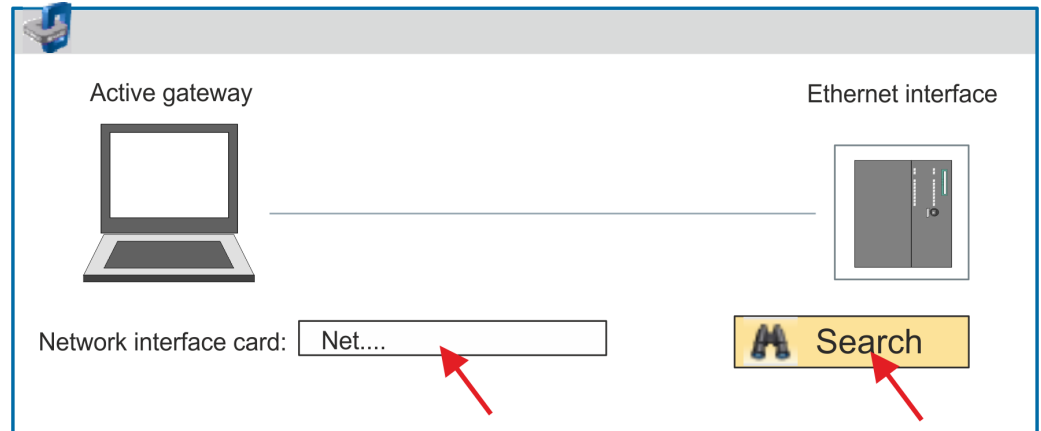 Active gateway
Ethernet interface
Network interface card:
Net....
Search